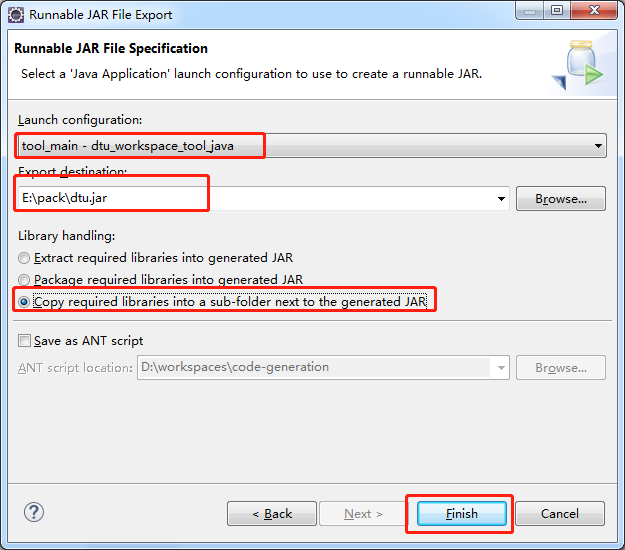 Runnable JAR File Export
Runnable JAR File Specification
Select a 'Java Application' launch configuration to use to create a runnable JAR.
Launch configuration:
tool_main - dtu_workspace_tool_java
Export destination:
E:\pack\dtu.jar
Browse...
Library handling:
Extract required libraries into generated JAR
Package required libraries into generated JAR
Copy required libraries into a sub-folder next to the generated JAR
Save as ANT script
ANT script location:
D:\workspaces\code-generation
Browse...
?
< Back
Next >
Finish
Cancel